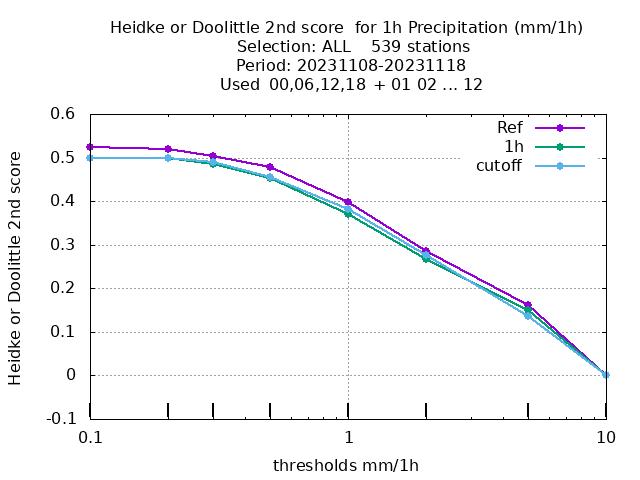 Heidke or Doolittle 2nd score  for 1h Precipitation (mm/1h)
Selection: ALL    539 stations
Period: 20231108-20231118
Used  00,06,12,18  + 01 02 ... 12
Ref
1h
cutoff
0.6
0.5
0.4
0.3
0.2
0.1
0
-0.1
Heidke or Doolittle 2nd score
0.1
1
10
thresholds mm/1h